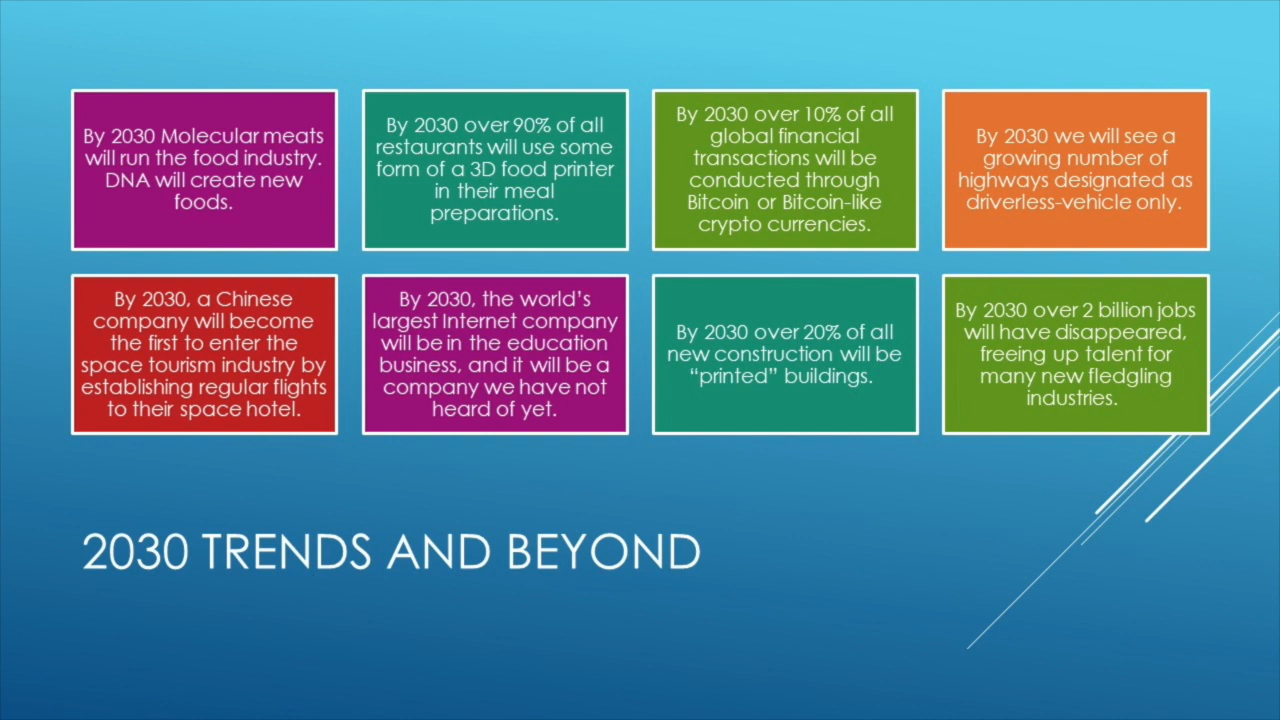 By 2030 Molecular meats
will run the food industry.
DNA will create new
foods.
By 2030 over 90% of all
restaurants will use some
form of a 3D food printer
in their meal
preparations.
By 2030 over 10% of all
global financial
transactions will be
conducted through
Bitcoin or Bitcoin-like
crypto currencies.
By 2030 we will see a
growing number of
highways designated as
driverless-vehicle only.
By 2030, a Chinese
company will become
the first to enter the
space tourism industry by
establishing regular flights
to their space hotel.
By 2030, the world's
largest Internet company
will be in the education
business, and it will be a
company we have not
heard of yet.
By 2030 over 20% of all
new construction will be
“printed” buildings.
By 2030 over 2 billion jobs
will have disappeared,
freeing up talent for
many new fledgling
industries.
2030 TRENDS AND BEYOND